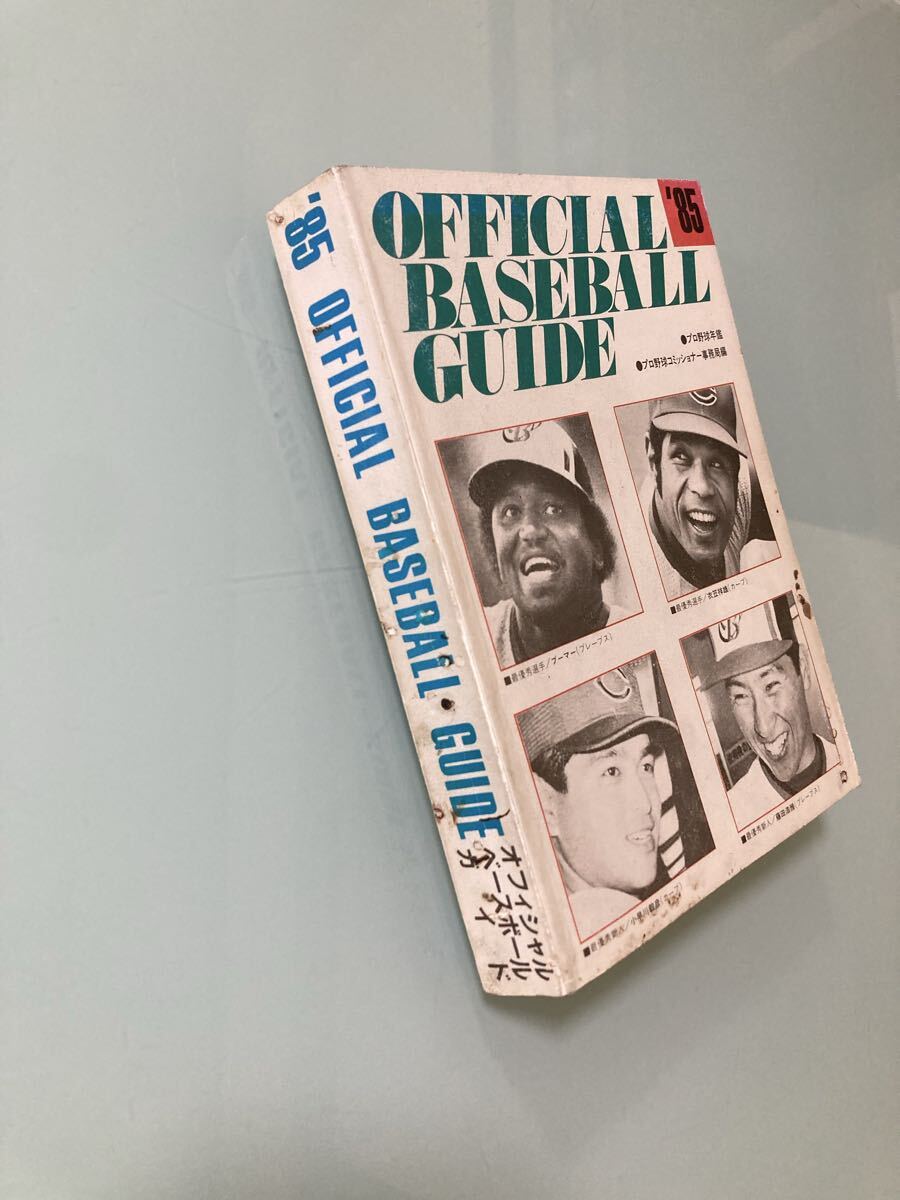 '85 OFFICIAL BASEBALL・GUIDE
オフィシャル
ベースボール
ガイド
OFFICIAL
BASEBALL
GUIDE
'85
●プロ野球年鑑
●プロ野球コミッショナー事務局編
■最優秀選手/ブーマー(ブレーブス)
■最優秀選手/衣笠祥雄(カープ)
■最優秀新人/小早川毅彦(カープ)
■最優秀新人/藤田浩雅(ブレーブス)
C
B
C
B